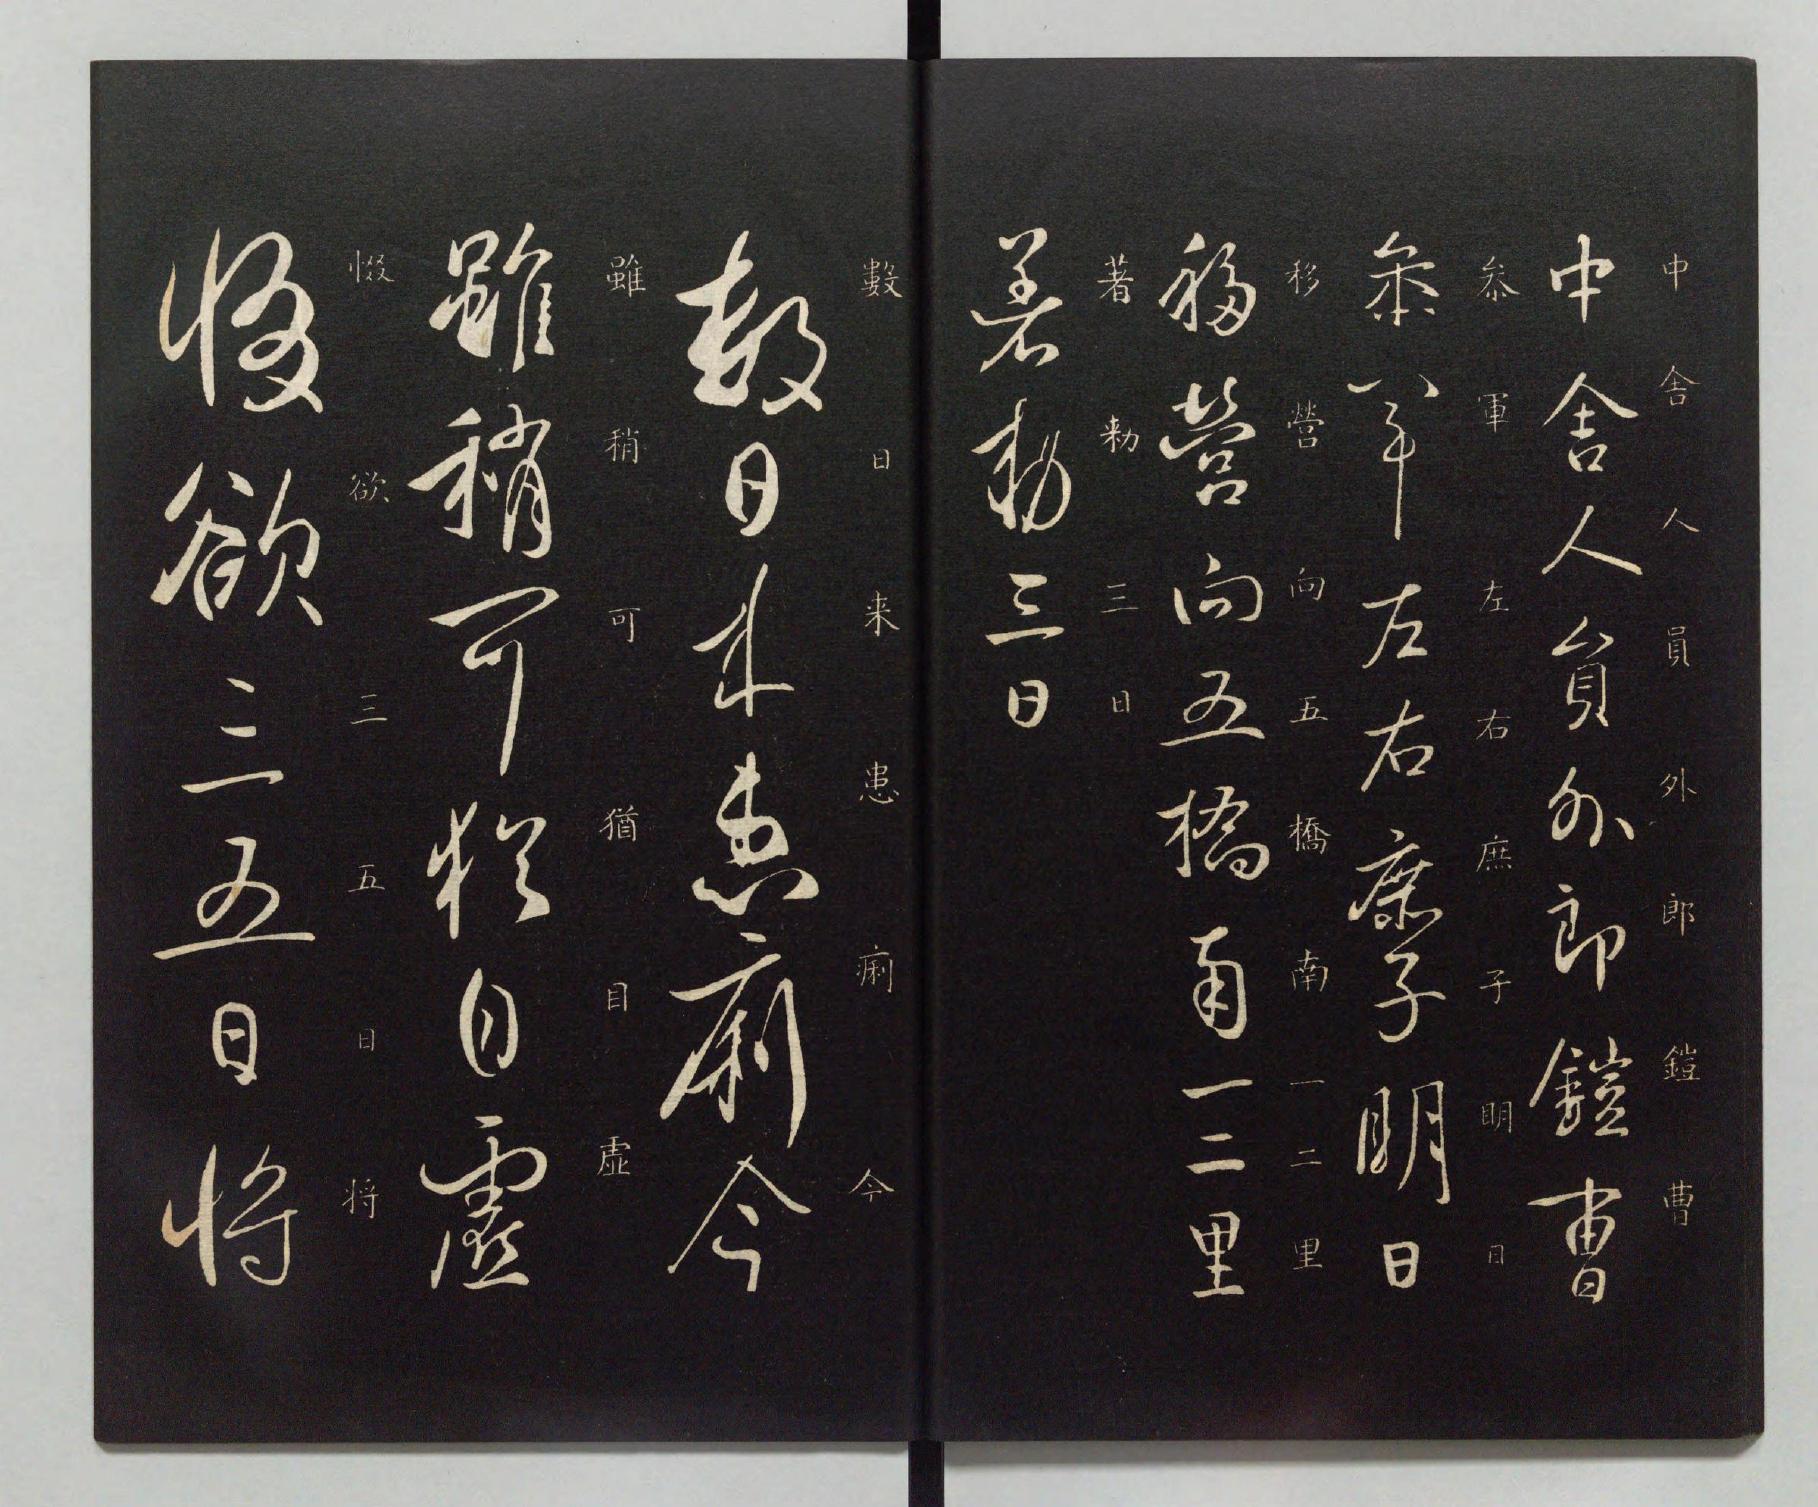 中舍人員外郎鎧曹
中舍人員外郎鎧曹
叅軍左右庶子明日
叅軍左右庶子明日
移營向五橋南一二里
移營向五橋南一二里
著勑三日
著勑三日
數日来患痢今
數日来患痢今
雖稍可猶目虛
雖稍可猶自虛
惙欲三五日将
惙欲三五日将